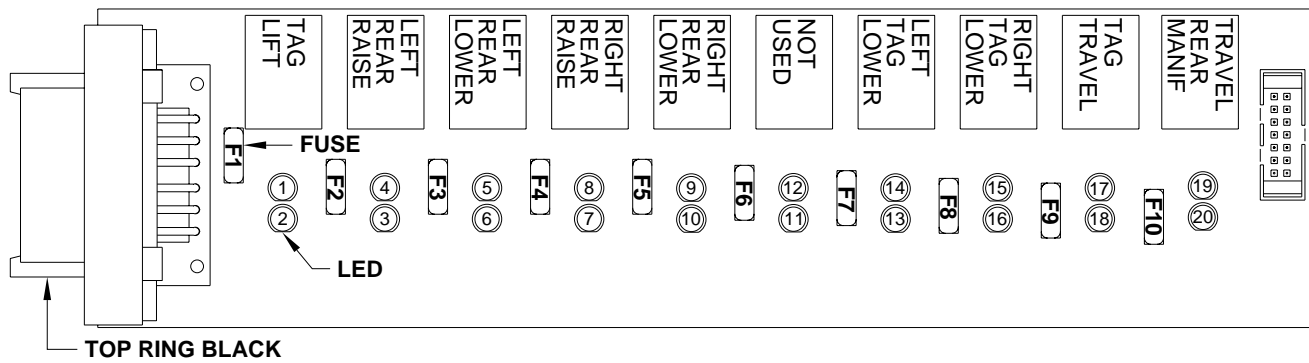 TAG
LIFT
LEFT
REAR
RAISE
LEFT
REAR
LOWER
RIGHT
REAR
RAISE
RIGHT
REAR
LOWER
NOT
USED
LEFT
TAG
LOWER
RIGHT
TAG
LOWER
TAG
TRAVEL
TRAVEL
REAR
MANIF
F1
FUSE
F2
F3
F4
F5
F6
F7
F8
F9
F10
1
4
5
8
9
12
14
15
17
19
2
3
6
7
10
11
13
16
18
20
LED
TOP RING BLACK